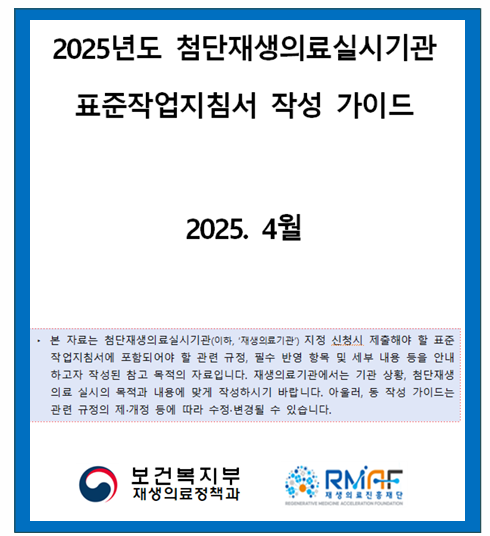 2025년도 첨단재생의료실시기관
표준작업지침서 작성 가이드
2025. 4월
• 본 자료는 첨단재생의료실시기관(이하, '재생의료기관') 지정 신청시 제출해야 할 표준
작업지침서에 포함되어야 할 관련 규정, 필수 반영 항목 및 세부 내용 등을 안내
하고자 작성된 참고 목적의 자료입니다. 재생의료기관에서는 기관 상황, 첨단재생
의료 실시의 목적과 내용에 맞게 작성하시기 바랍니다. 아울러, 동 작성 가이드는
관련 규정의 제·개정 등에 따라 수정·변경될 수 있습니다.
보건복지부
재생의료정책과
RMAF
재생의료진흥재단
REGENERATIVE MEDICINE ACCELERATION FOUNDATION